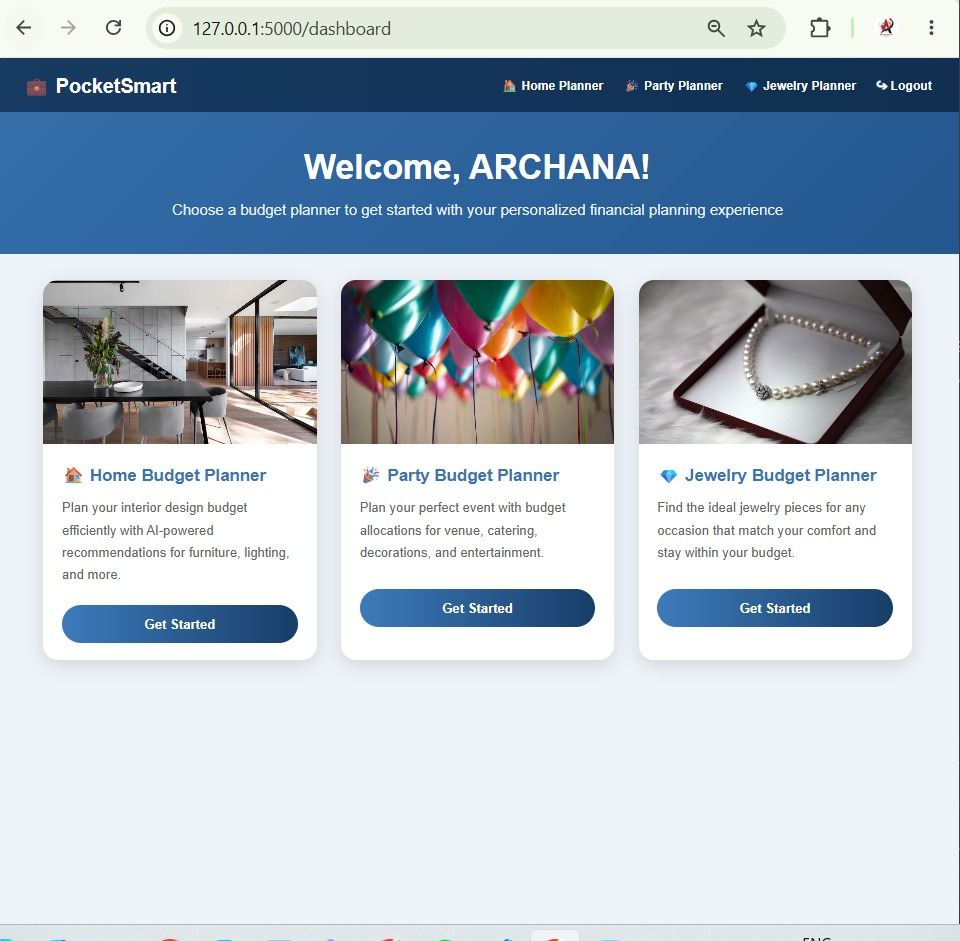 127.0.0.1:5000/dashboard
PocketSmart
Home Planner
Party Planner
Jewelry Planner
Logout
Welcome, ARCHANA!
Choose a budget planner to get started with your personalized financial planning experience
Home Budget Planner
Plan your interior design budget
efficiently with AI-powered
recommendations for furniture, lighting,
and more.
Get Started
Party Budget Planner
Plan your perfect event with budget
allocations for venue, catering,
decorations, and entertainment.
Get Started
Jewelry Budget Planner
Find the ideal jewelry pieces for any
occasion that match your comfort and
stay within your budget.
Get Started